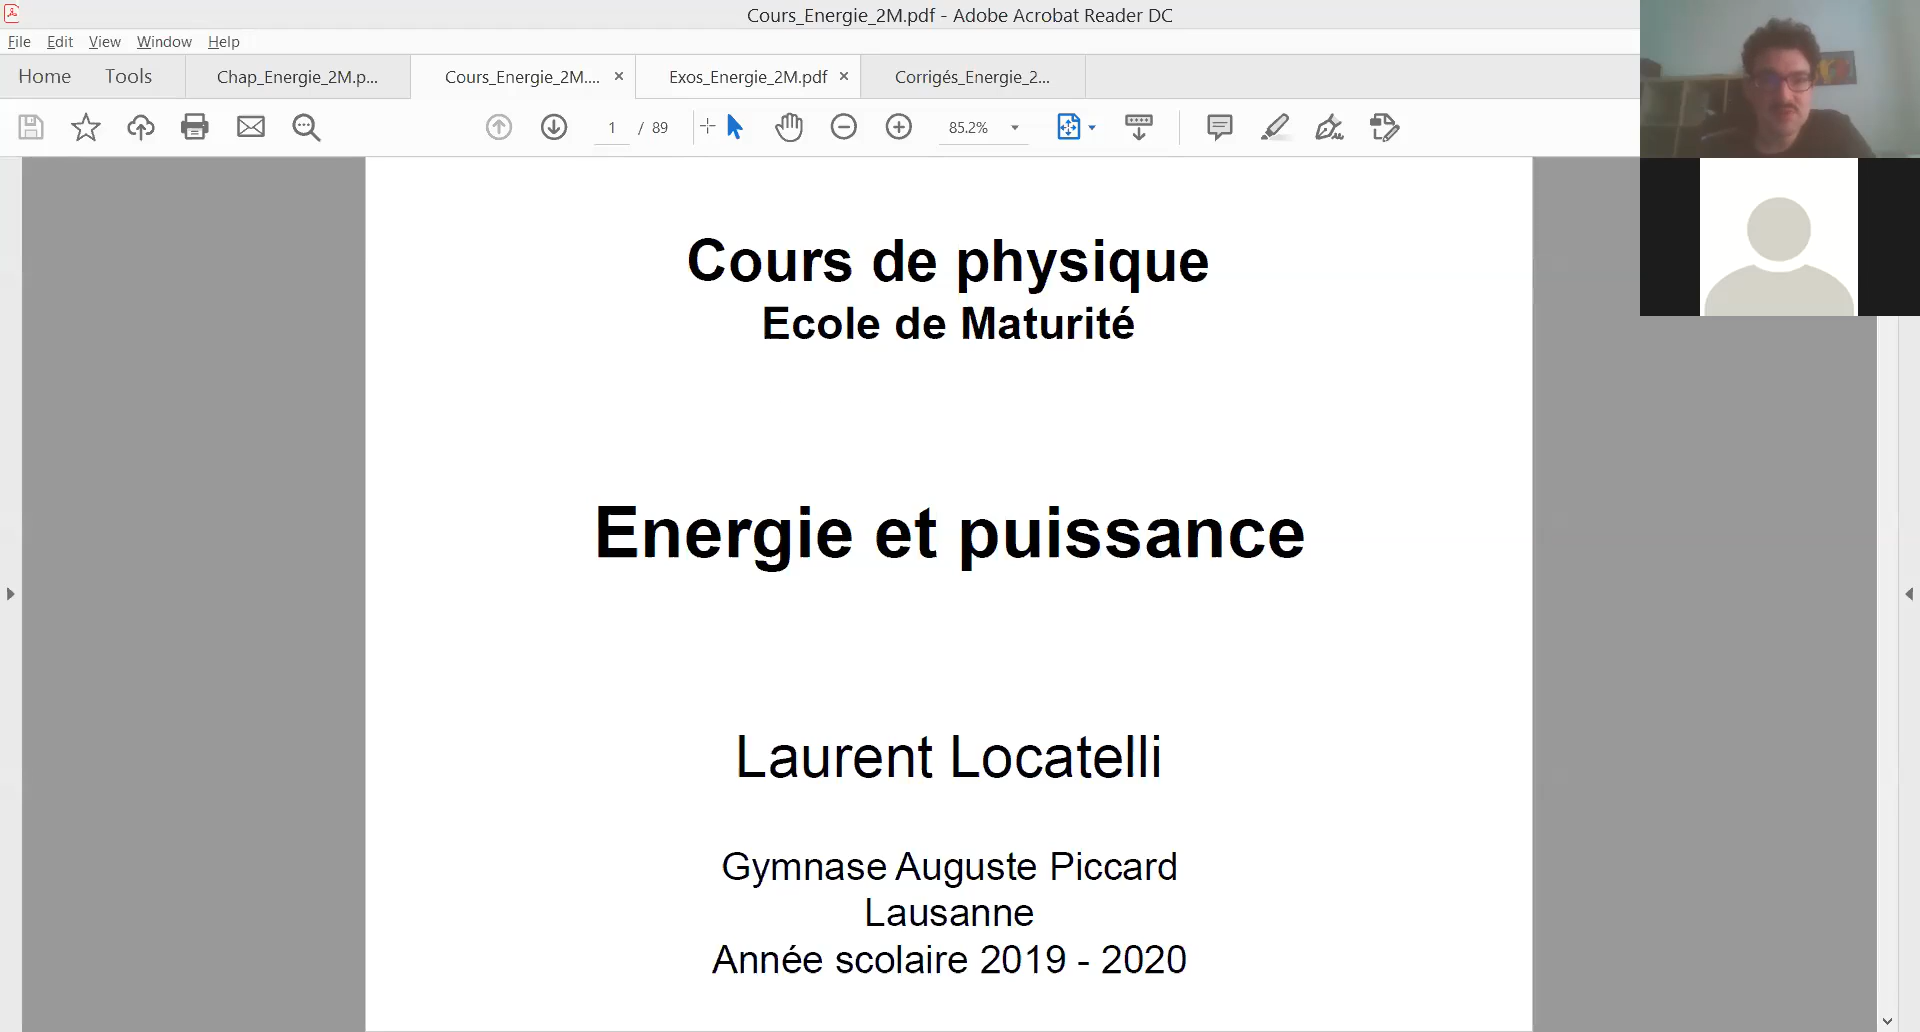 Cours_Energie_2M.pdf - Adobe Acrobat Reader DC
File Edit View Window Help
Home Tools Chap_Energie_2M.p... Cours_Energie_2M.... × Exos_Energie_2M.pdf × Corrigés_Energie_2...
1 / 89 85.2%
Cours de physique
Ecole de Maturité
Energie et puissance
Laurent Locatelli
Gymnase Auguste Piccard
Lausanne
Année scolaire 2019 - 2020